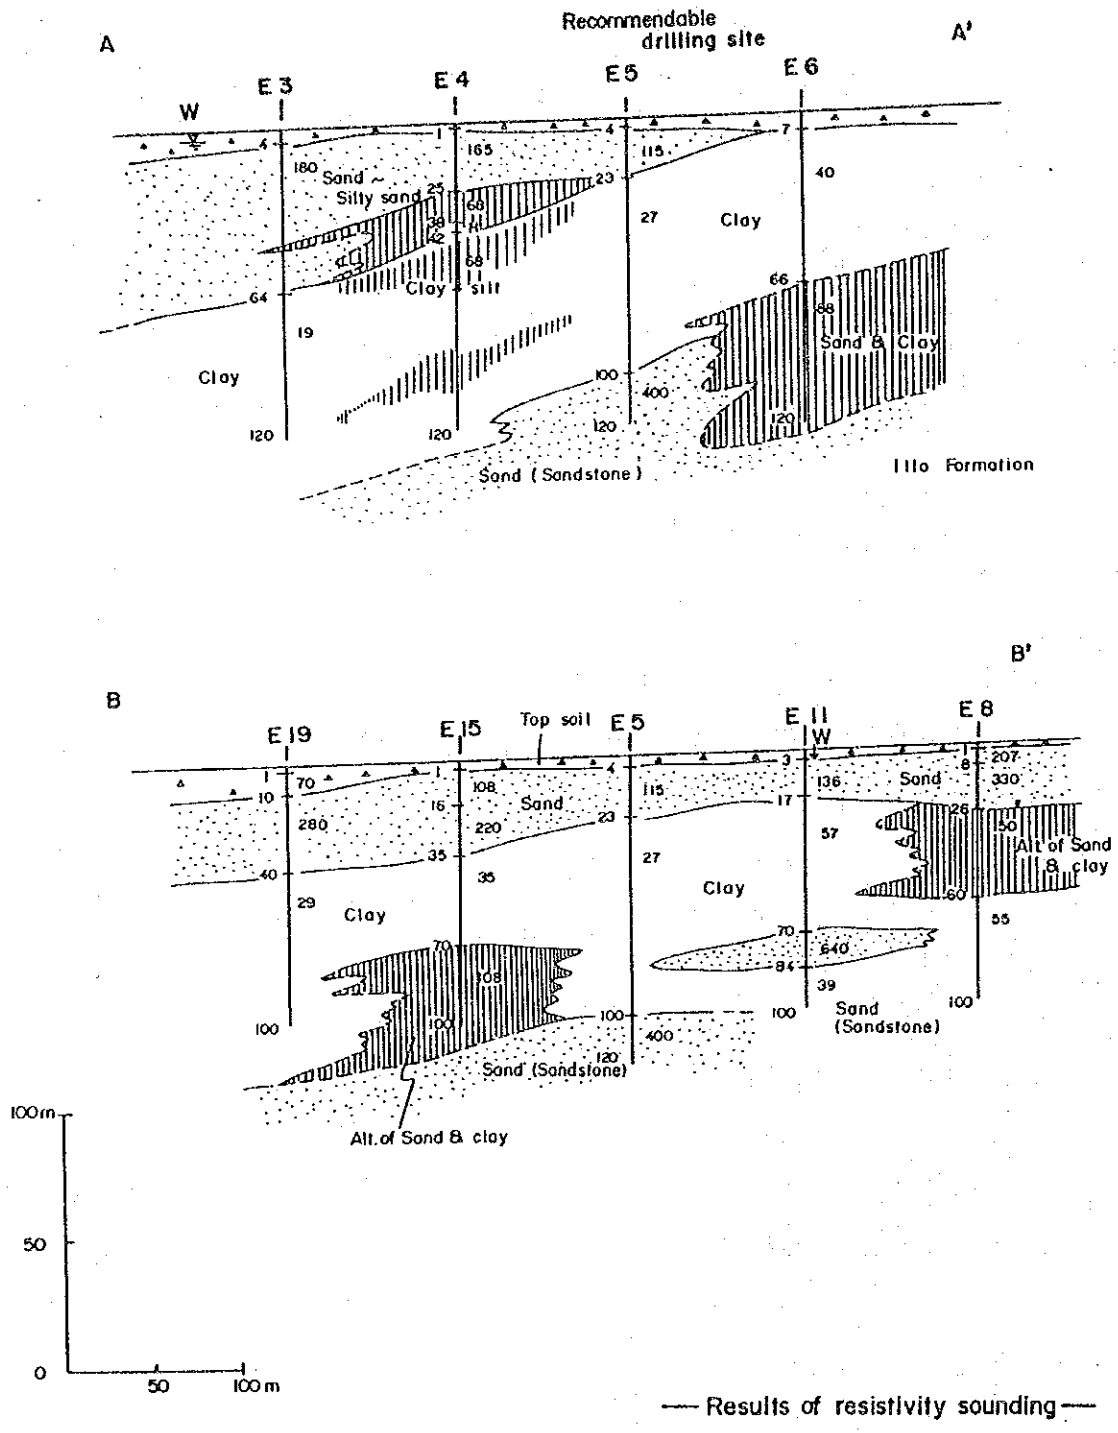 Recommendable
drilling site
A
A'
E 3
E 4
E 5
E 6
W
4
1
4
7
180
165
115
40
Sand ~
Silty sand
25
68
23
27
Clay
38
11
42
68
Clay & silt
64
66
88
19
Sand & Clay
Clay
100
400
120
120
120
120
Sand (Sandstone)
Illo Formation
B
B'
E 19
E 15
Top soil
E 5
E 11
W
E 8
1
70
1
4
3
1
207
8
10
108
115
136
Sand
330
16
Sand
17
26
280
220
23
57
50
Alt. of Sand
& clay
35
27
40
35
60
29
Clay
Clay
55
70
70
640
108
84
39
100
100
100
100
100
Sand
(Sandstone)
400
120
Sand (Sandstone)
Alt. of Sand & clay
100m
50
0
50
100m
Results of resistivity sounding